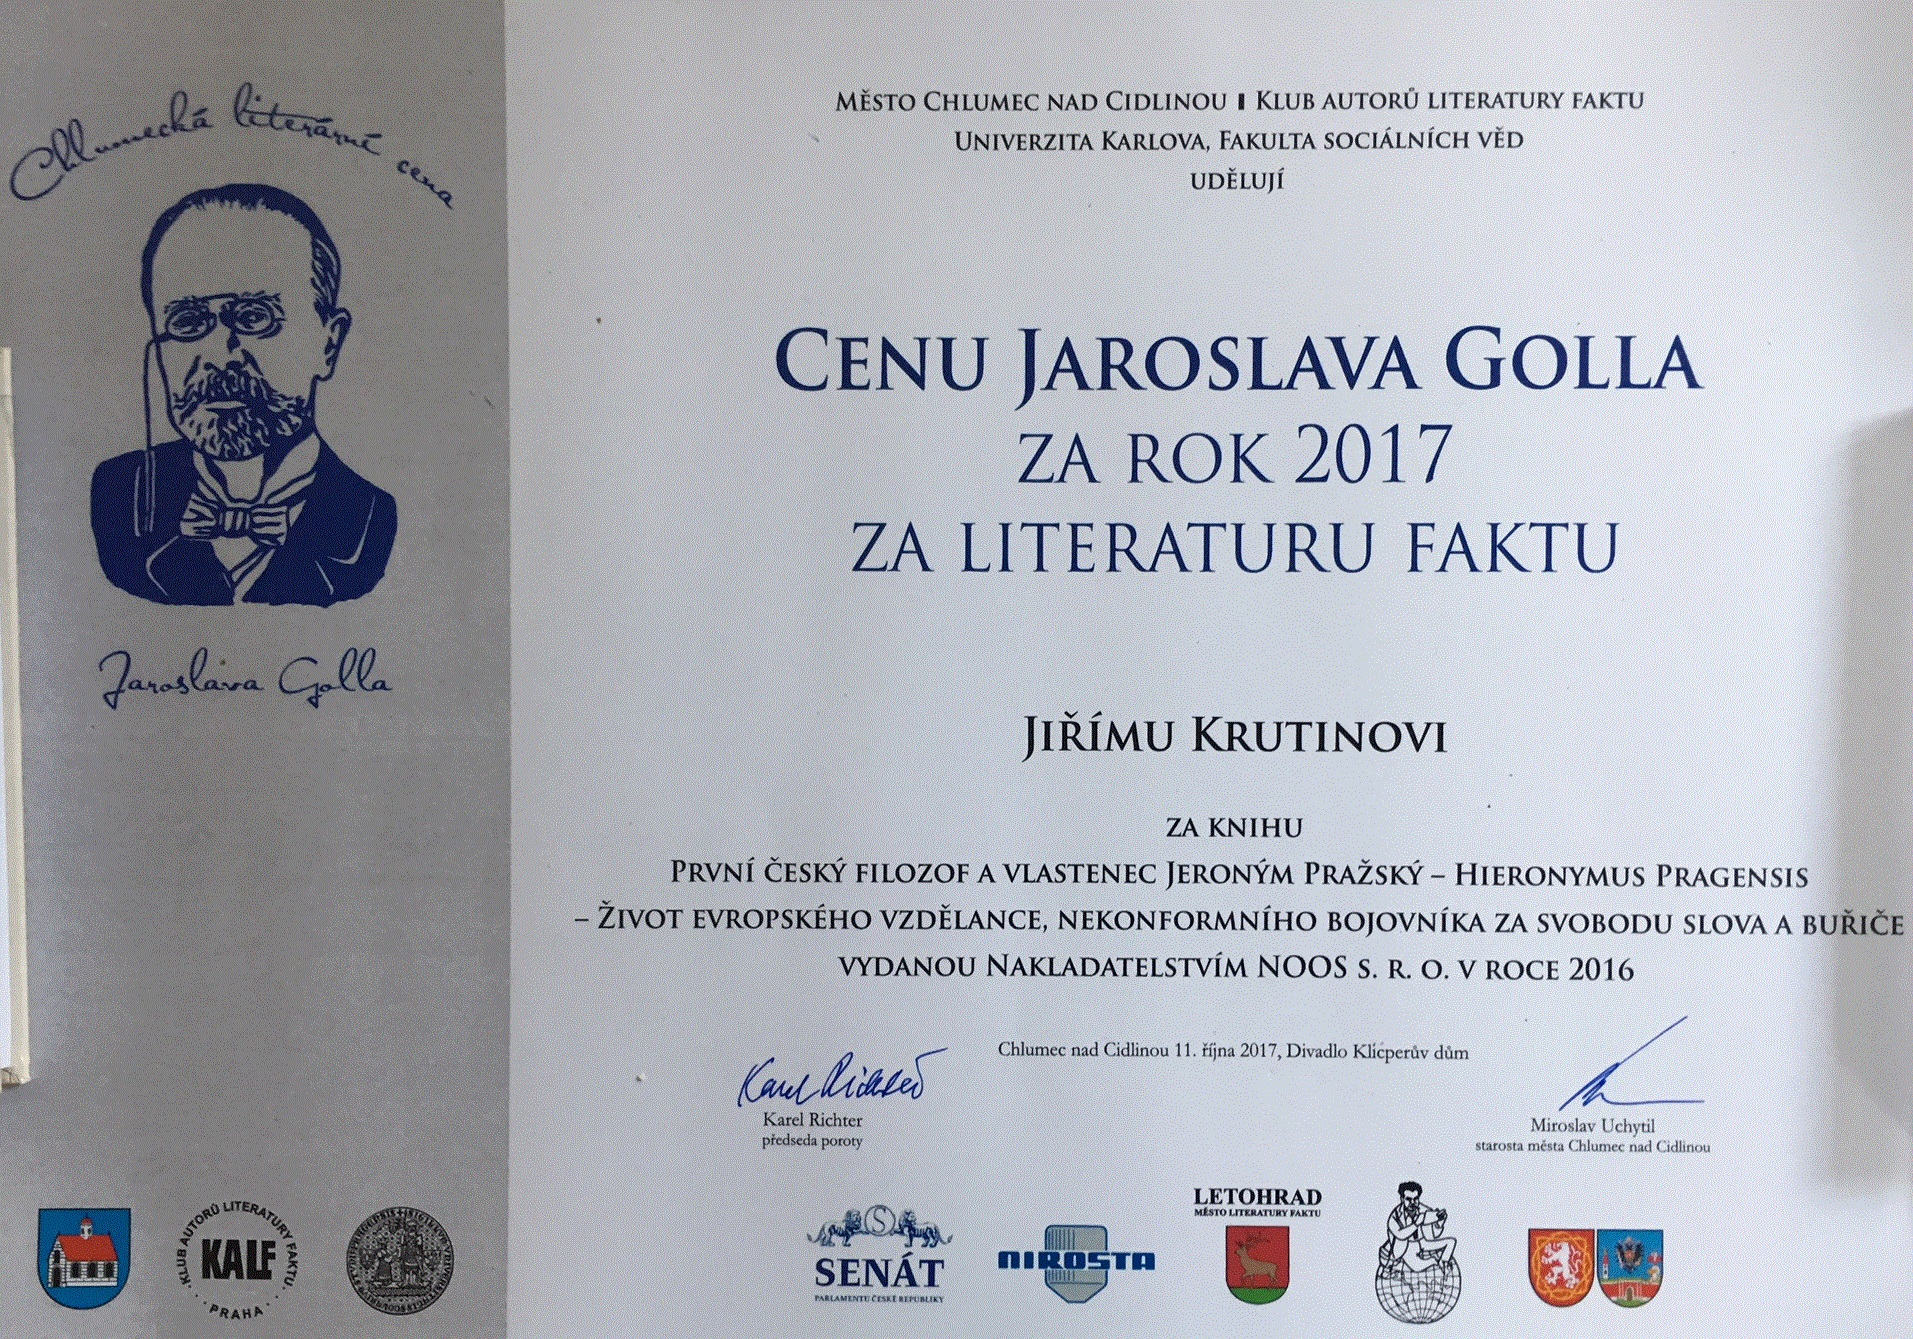 Chlumecká literární cena
Jaroslava Golla
MĚSTO CHLUMEC NAD CIDLINOU ▮ KLUB AUTORŮ LITERATURY FAKTU
UNIVERZITA KARLOVA, FAKULTA SOCIÁLNÍCH VĚD
UDĚLUJÍ
CENU JAROSLAVA GOLLA
ZA ROK 2017
ZA LITERATURU FAKTU
JIŘÍMU KRUTINOVI
ZA KNIHU
PRVNÍ ČESKÝ FILOZOF A VLASTENEC JERONÝM PRAŽSKÝ – HIERONYMUS PRAGENSIS
– ŽIVOT EVROPSKÉHO VZDĚLANCE, NEKONFORMNÍHO BOJOVNÍKA ZA SVOBODU SLOVA A BUŘIČE
VYDANOU NAKLADATELSTVÍM NOOS S. R. O. V ROCE 2016
Chlumec nad Cidlinou 11. října 2017, Divadlo Klicperův dům
Karel Richter
Karel Richter
předseda poroty
Miroslav Uchytil
starosta města Chlumec nad Cidlinou
KLUB AUTORŮ LITERATURY FAKTU
KALF
PRAHA
S
SENÁT
PARLAMENTU ČESKÉ REPUBLIKY
NIROSTA
LETOHRAD
MĚSTO LITERATURY FAKTU